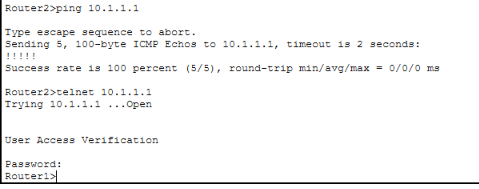 Router2>ping 10.1.1.1
Type escape sequence to abort.
Sending 5, 100-byte ICMP Echos to 10.1.1.1, timeout is 2 seconds:
!!!!!
Success rate is 100 percent (5/5), round-trip min/avg/max = 0/0/0 ms
Router2>telnet 10.1.1.1
Trying 10.1.1.1 ...Open
User Access Verification
Password:
Router1>